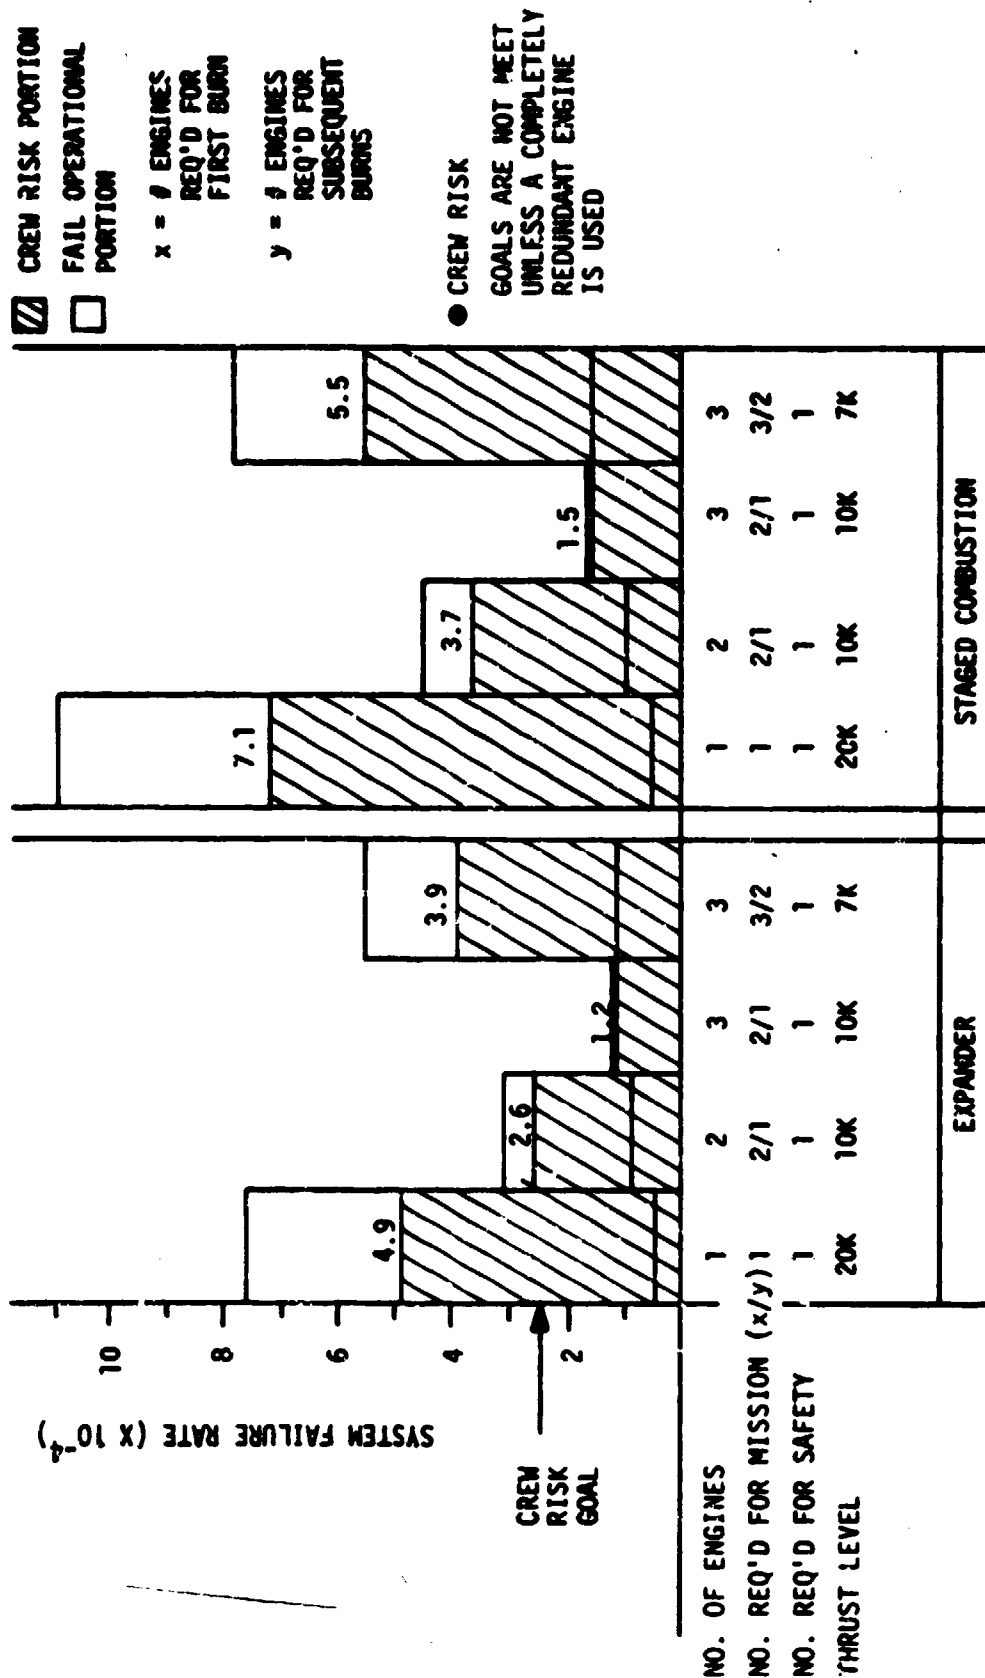 CREW RISK PORTION
FAIL OPERATIONAL
PORTION
x = # ENGINES
REQ'D FOR
FIRST BURN
y = # ENGINES
REQ'D FOR
SUBSEQUENT
BURNS
● CREW RISK
GOALS ARE NOT MEET
UNLESS A COMPLETELY
REDUNDANT ENGINE
IS USED
SYSTEM FAILURE RATE (X 10⁻⁴)
10
8
6
4
2
CREW
RISK
GOAL
4.9
2.6
1.2
3.9
7.1
3.7
1.5
5.5
NO. OF ENGINES 1 2 3 3 1 2 3 3
NO. REQ'D FOR MISSION (x/y) 1 2/1 2/1 3/2 1 2/1 2/1 3/2
NO. REQ'D FOR SAFETY 1 1 1 1 1 1 1 1
THRUST LEVEL 20K 10K 10K 7K 20K 10K 10K 7K
EXPANDER STAGED COMBUSTION